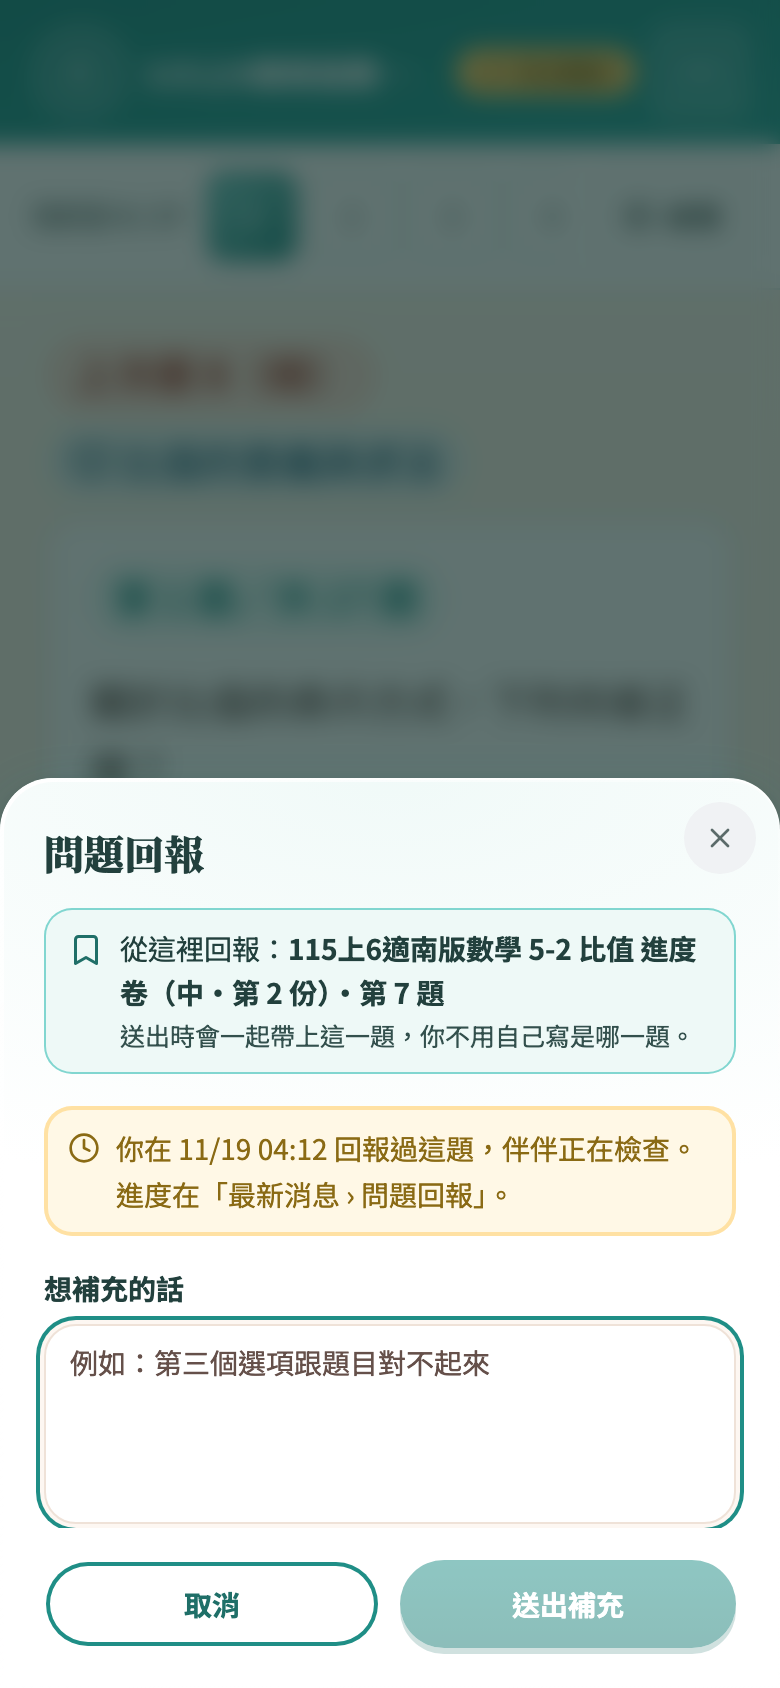 問題回報
從這裡回報：115上6適南版數學 5-2 比值 進度
卷（中・第 2 份）・第 7 題
送出時會一起帶上這一題，你不用自己寫是哪一題。
你在 11/19 04:12 回報過這題，伴伴正在檢查。
進度在「最新消息 › 問題回報」。
想補充的話
例如：第三個選項跟題目對不起來
取消
送出補充